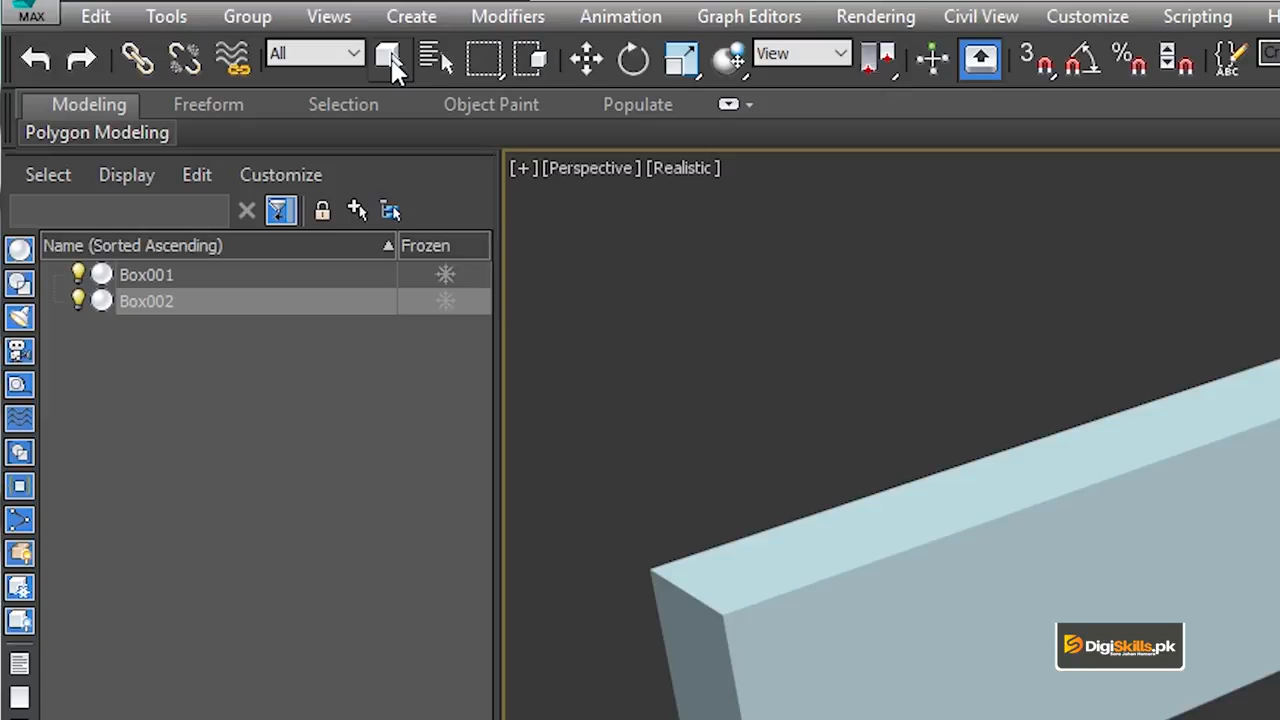 MAX Edit Tools Group Views Create Modifiers Animation Graph Editors Rendering Civil View Customize Scripting
All View 3 % ABC
Modeling Freeform Selection Object Paint Populate
Polygon Modeling
Select Display Edit Customize
[+] [Perspective] [Realistic]
Name (Sorted Ascending) Frozen
Box001
Box002
DigiSkills.pk